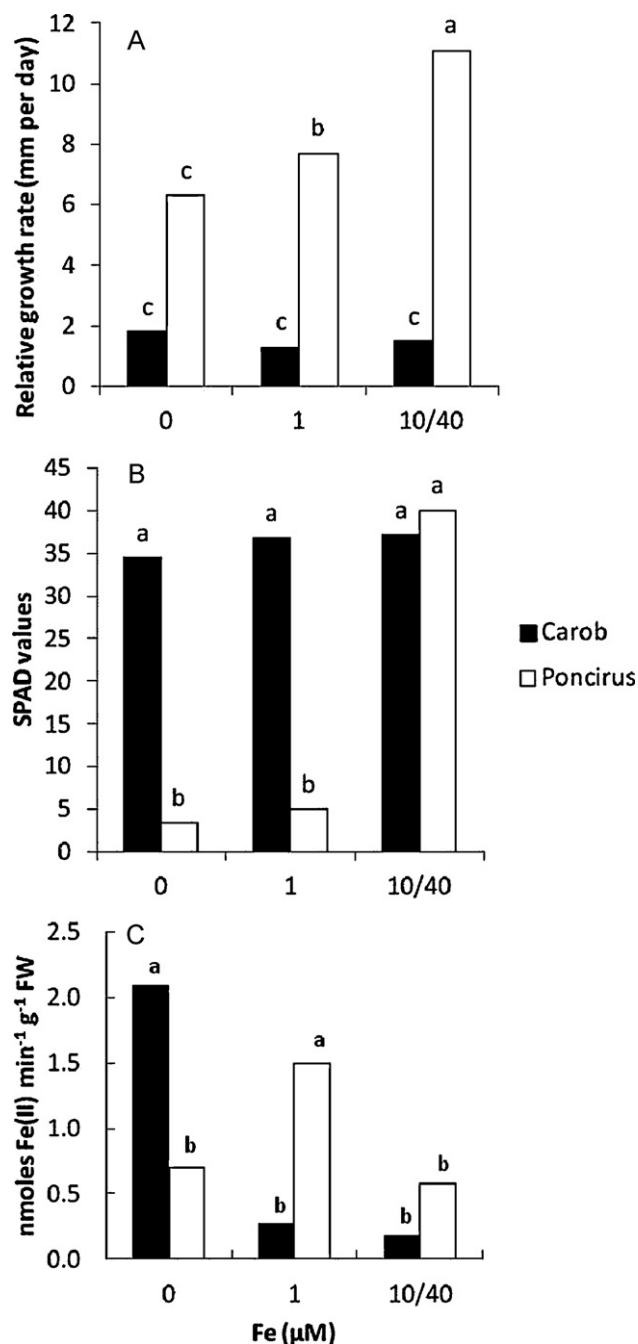 A
Relative growth rate (mm per day)
12
10
8
6
4
2
0
c
c
c
b
c
a
0
1
10/40
B
SPAD values
45
40
35
30
25
20
15
10
5
0
a
b
a
b
a
a
0
1
10/40
Carob
Poncirus
C
nmoles Fe(II) min⁻¹ g⁻¹ FW
2.5
2.0
1.5
1.0
0.5
0.0
a
b
b
a
b
b
0
1
10/40
Fe (µM)